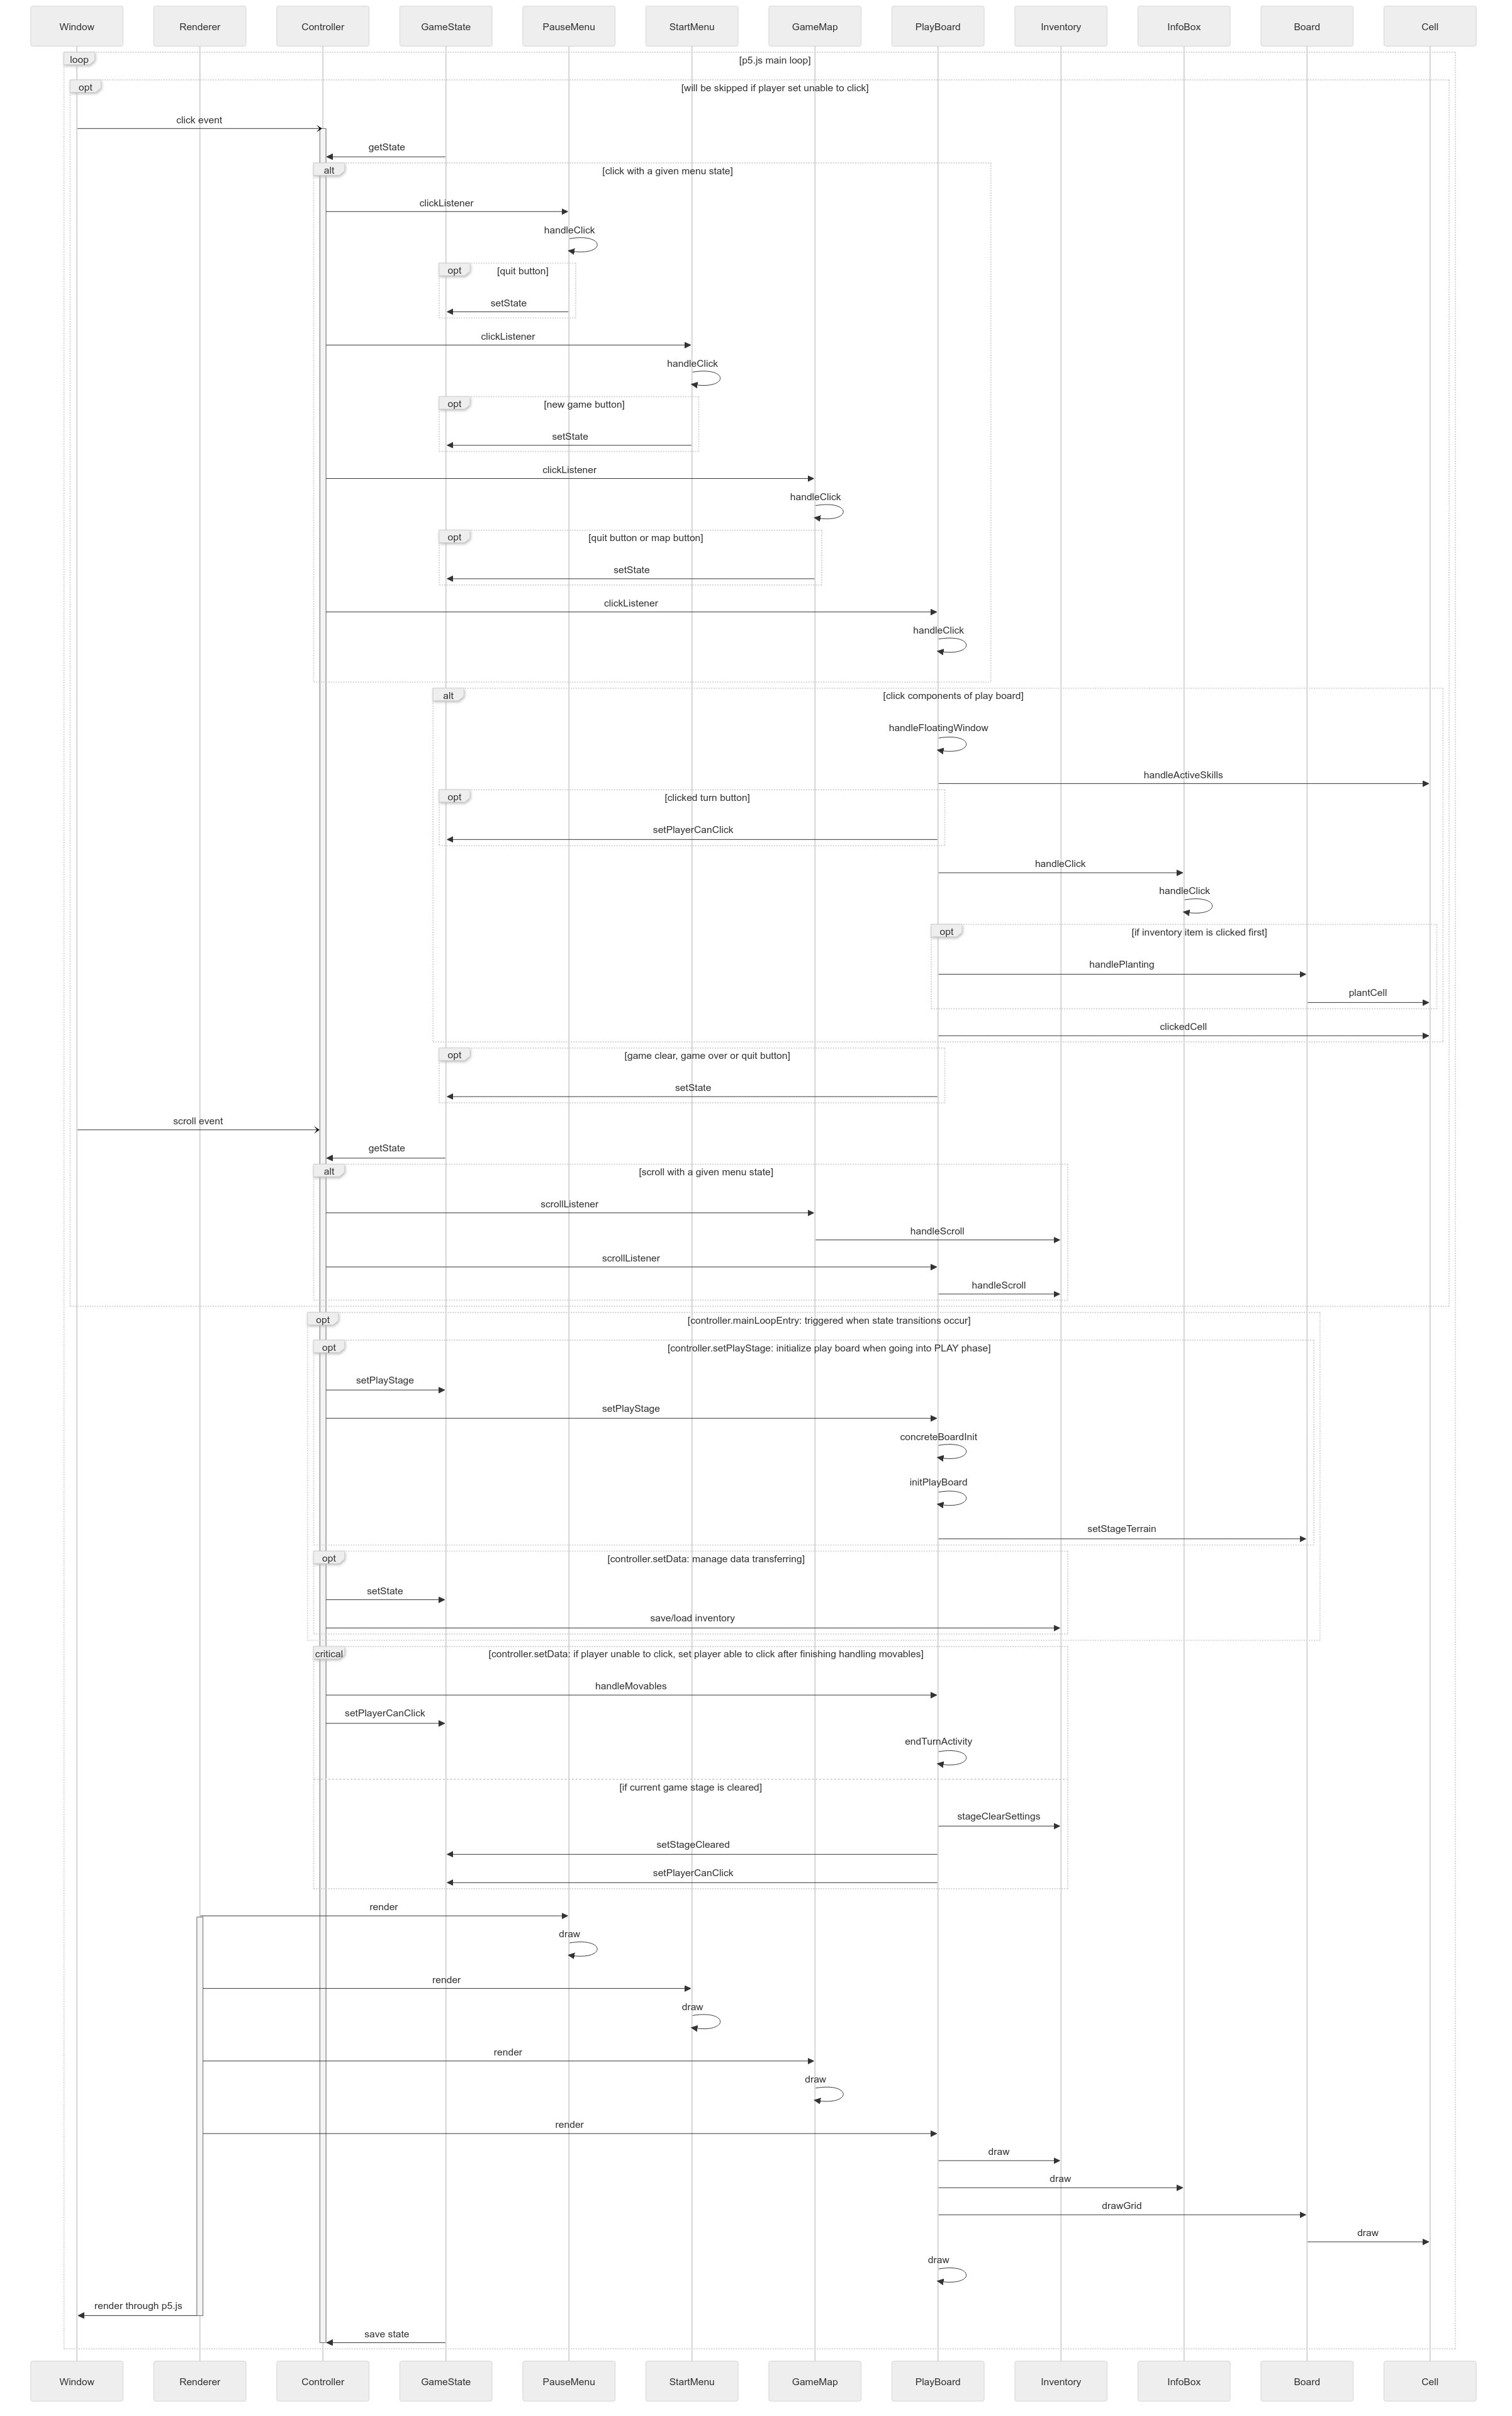 Window
Renderer
Controller
GameState
PauseMenu
StartMenu
GameMap
PlayBoard
Inventory
InfoBox
Board
Cell
loop
[p5.js main loop]
opt
[will be skipped if player set unable to click]
click event
getState
alt
[click with a given menu state]
clickListener
handleClick
opt
[quit button]
setState
clickListener
handleClick
opt
[new game button]
setState
clickListener
handleClick
opt
[quit button or map button]
setState
clickListener
handleClick
alt
[click components of play board]
handleFloatingWindow
handleActiveSkills
opt
[clicked turn button]
setPlayerCanClick
handleClick
handleClick
opt
[if inventory item is clicked first]
handlePlanting
plantCell
clickedCell
opt
[game clear, game over or quit button]
setState
scroll event
getState
alt
[scroll with a given menu state]
scrollListener
handleScroll
scrollListener
handleScroll
opt
[controller.mainLoopEntry: triggered when state transitions occur]
opt
[controller.setPlayStage: initialize play board when going into PLAY phase]
setPlayStage
setPlayStage
concreteBoardInit
initPlayBoard
setStageTerrain
opt
[controller.setData: manage data transferring]
setState
save/load inventory
critical
[controller.setData: if player unable to click, set player able to click after finishing handling movables]
handleMovables
setPlayerCanClick
endTurnActivity
[if current game stage is cleared]
stageClearSettings
setStageCleared
setPlayerCanClick
render
draw
render
draw
render
draw
render
draw
draw
drawGrid
draw
draw
render through p5.js
save state
Window
Renderer
Controller
GameState
PauseMenu
StartMenu
GameMap
PlayBoard
Inventory
InfoBox
Board
Cell